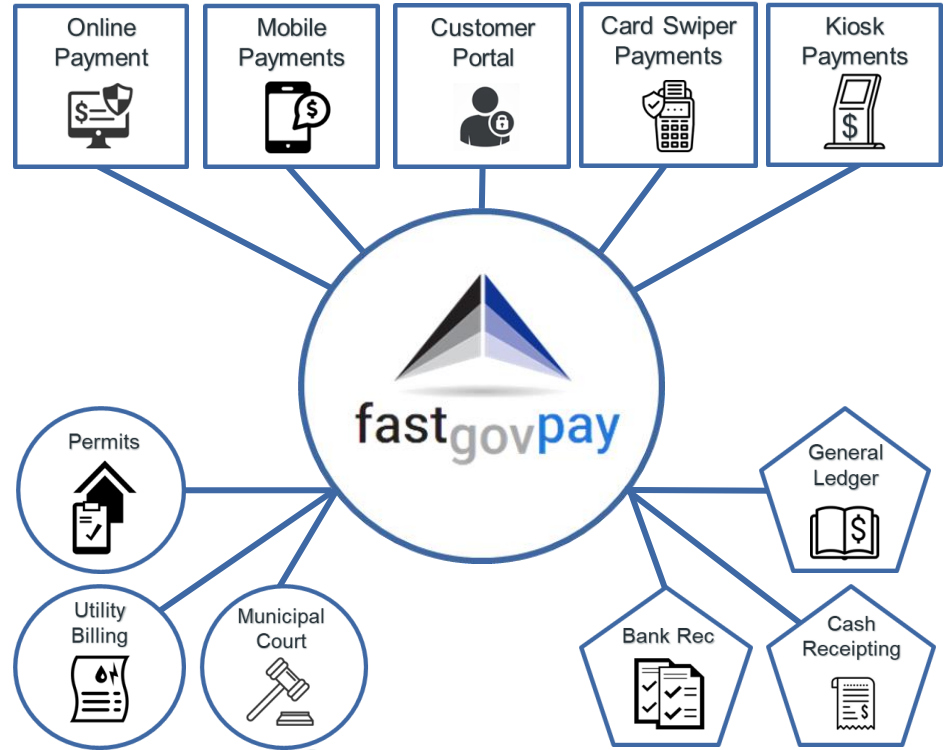 Online
Payment
Mobile
Payments
Customer
Portal
Card Swiper
Payments
Kiosk
Payments
$
$
$
fastgovpay
Permits
General
Ledger
$
Utility
Billing
Municipal
Court
Bank Rec
Cash
Receipting
$